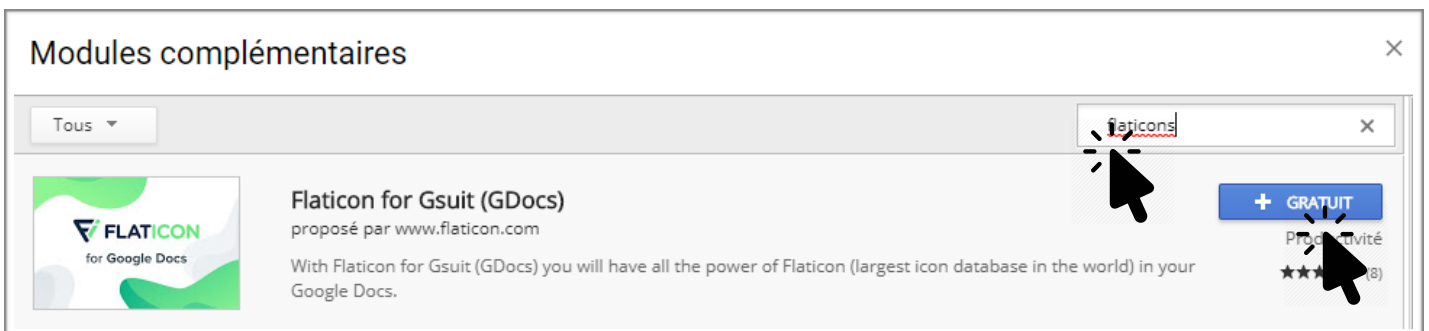 Modules complémentaires
Tous
flaticons
FLATICON
for Google Docs
Flaticon for Gsuit (GDocs)
proposé par www.flaticon.com
With Flaticon for Gsuit (GDocs) you will have all the power of Flaticon (largest icon database in the world) in your
Google Docs.
+ GRATUIT
Productivité
(8)